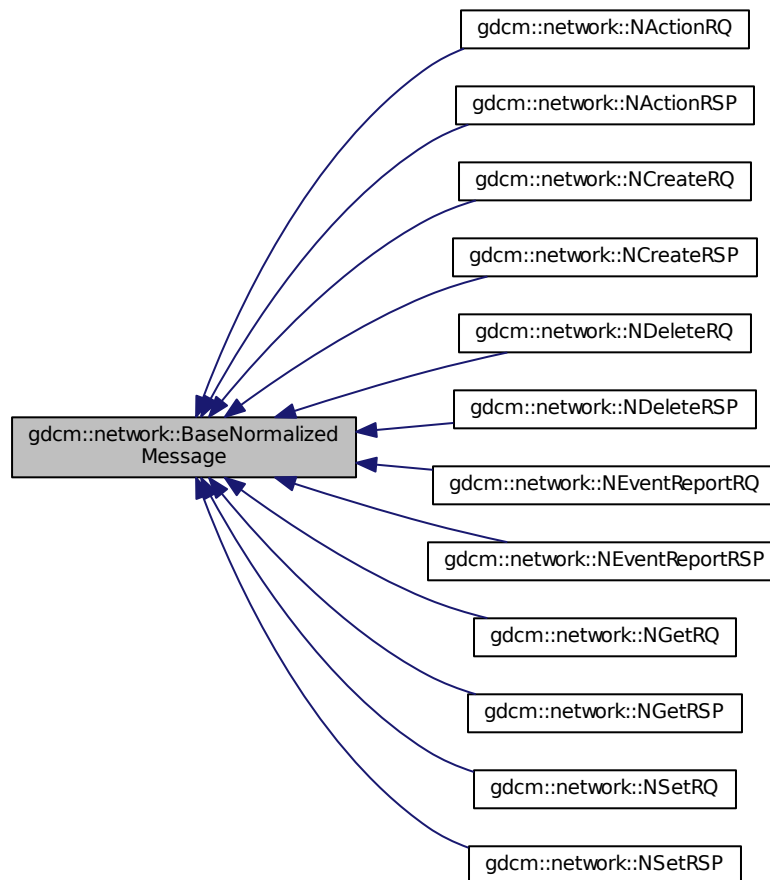 gdcm::network::NActionRQ
gdcm::network::NActionRSP
gdcm::network::NCreateRQ
gdcm::network::NCreateRSP
gdcm::network::NDeleteRQ
gdcm::network::BaseNormalized
Message
gdcm::network::NDeleteRSP
gdcm::network::NEventReportRQ
gdcm::network::NEventReportRSP
gdcm::network::NGetRQ
gdcm::network::NGetRSP
gdcm::network::NSetRQ
gdcm::network::NSetRSP